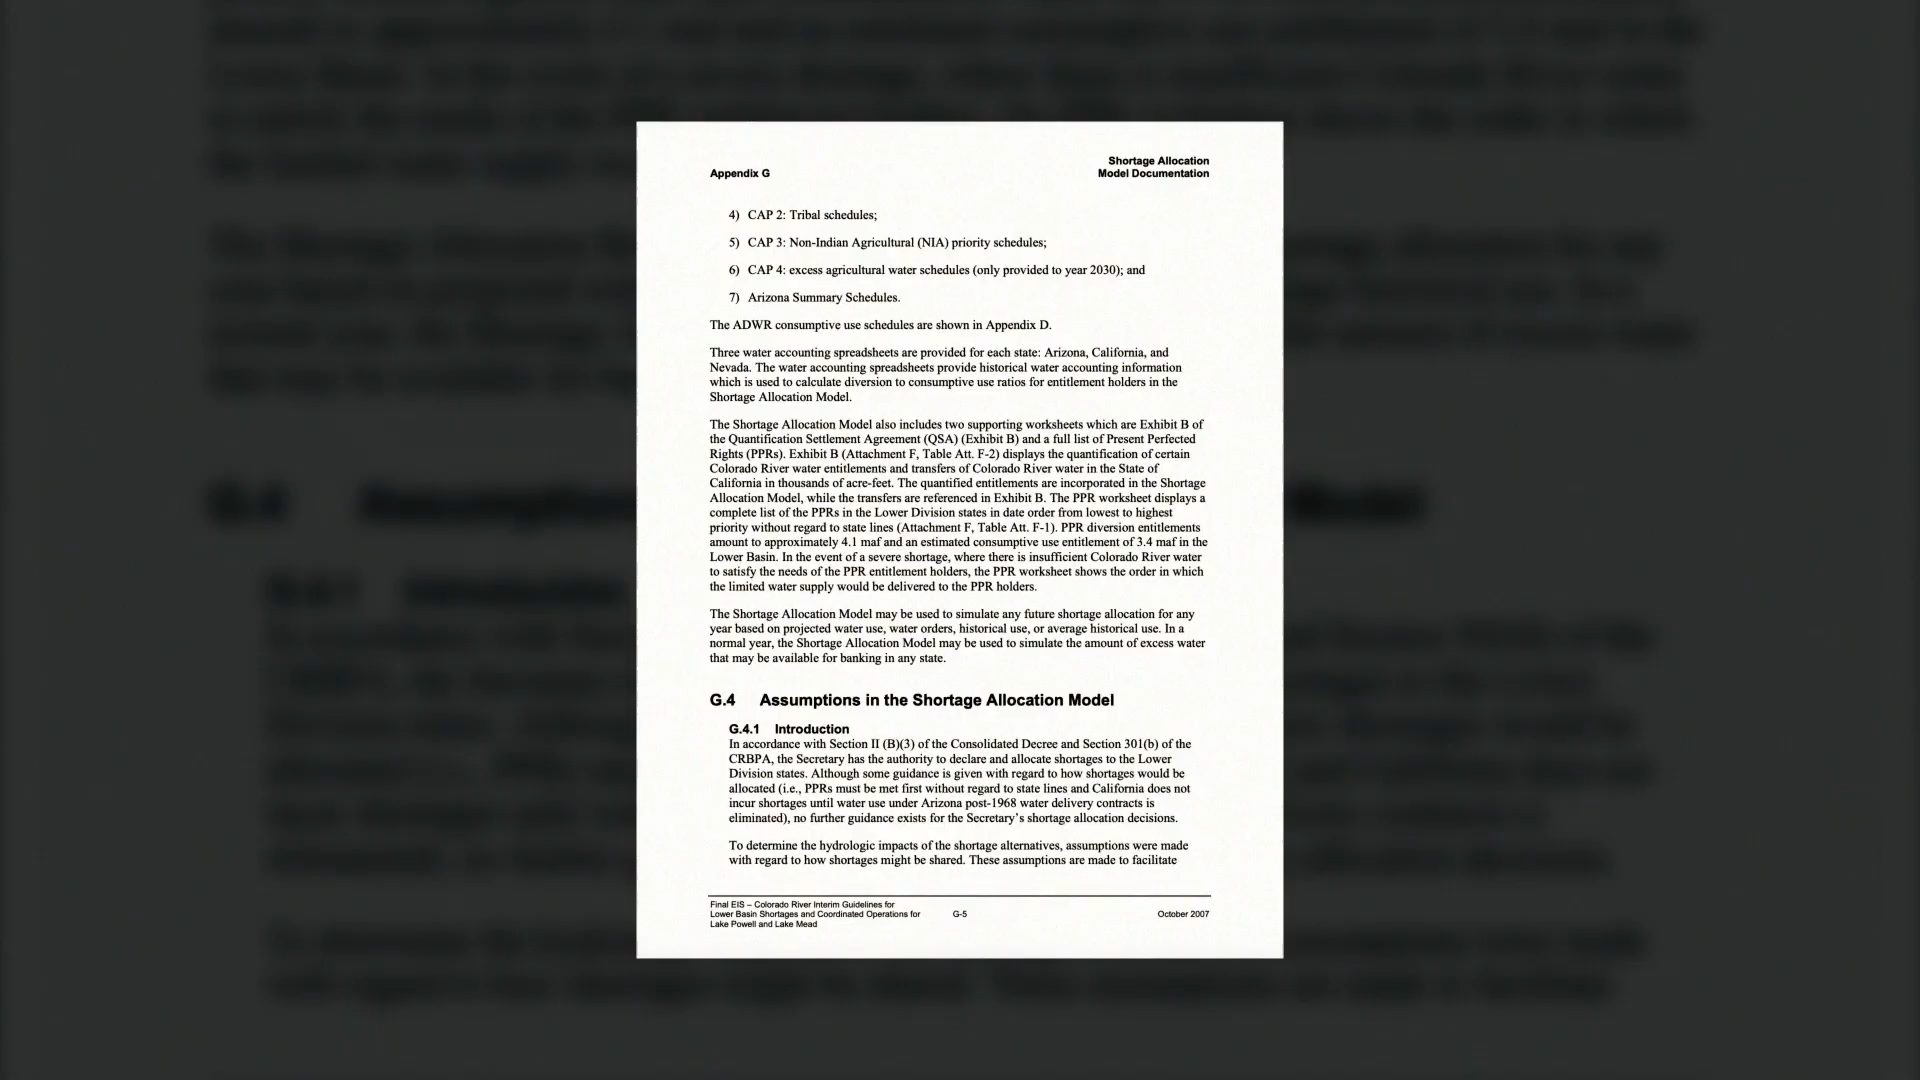 Appendix G
Shortage Allocation
Model Documentation
4) CAP 2: Tribal schedules;
5) CAP 3: Non-Indian Agricultural (NIA) priority schedules;
6) CAP 4: excess agricultural water schedules (only provided to year 2030); and
7) Arizona Summary Schedules.
The ADWR consumptive use schedules are shown in Appendix D.
Three water accounting spreadsheets are provided for each state: Arizona, California, and
Nevada. The water accounting spreadsheets provide historical water accounting information
which is used to calculate diversion to consumptive use ratios for entitlement holders in the
Shortage Allocation Model.
The Shortage Allocation Model also includes two supporting worksheets which are Exhibit B of
the Quantification Settlement Agreement (QSA) (Exhibit B) and a full list of Present Perfected
Rights (PPRs). Exhibit B (Attachment F, Table Att. F-2) displays the quantification of certain
Colorado River water entitlements and transfers of Colorado River water in the State of
California in thousands of acre-feet. The quantified entitlements are incorporated in the Shortage
Allocation Model, while the transfers are referenced in Exhibit B. The PPR worksheet displays a
complete list of the PPRs in the Lower Division states in date order from lowest to highest
priority without regard to state lines (Attachment F, Table Att. F-1). PPR diversion entitlements
amount to approximately 4.1 maf and an estimated consumptive use entitlement of 3.4 maf in the
Lower Basin. In the event of a severe shortage, where there is insufficient Colorado River water
to satisfy the needs of the PPR entitlement holders, the PPR worksheet shows the order in which
the limited water supply would be delivered to the PPR holders.
The Shortage Allocation Model may be used to simulate any future shortage allocation for any
year based on projected water use, water orders, historical use, or average historical use. In a
normal year, the Shortage Allocation Model may be used to simulate the amount of excess water
that may be available for banking in any state.
G.4 Assumptions in the Shortage Allocation Model
G.4.1 Introduction
In accordance with Section II (B)(3) of the Consolidated Decree and Section 301(b) of the
CRBPA, the Secretary has the authority to declare and allocate shortages to the Lower
Division states. Although some guidance is given with regard to how shortages would be
allocated (i.e., PPRs must be met first without regard to state lines and California does not
incur shortages until water use under Arizona post-1968 water delivery contracts is
eliminated), no further guidance exists for the Secretary’s shortage allocation decisions.
To determine the hydrologic impacts of the shortage alternatives, assumptions were made
with regard to how shortages might be shared. These assumptions are made to facilitate
Final EIS – Colorado River Interim Guidelines for
Lower Basin Shortages and Coordinated Operations for
Lake Powell and Lake Mead
G-5
October 2007